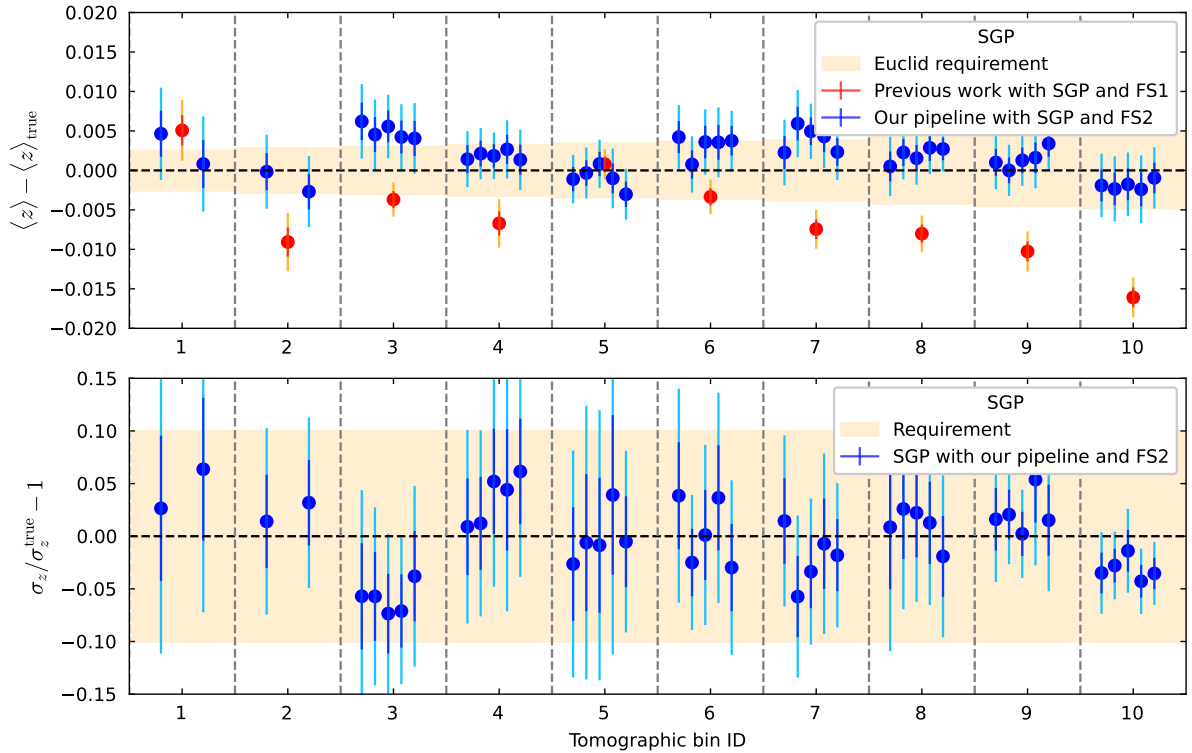 0.020
0.015
0.010
0.005
0.000
−0.005
−0.010
−0.015
−0.020
⟨z⟩ − ⟨z⟩true
SGP
Euclid requirement
Previous work with SGP and FS1
Our pipeline with SGP and FS2
1 2 3 4 5 6 7 8 9 10
0.15
0.10
0.05
0.00
−0.05
−0.10
−0.15
σz/σz^true − 1
SGP
Requirement
SGP with our pipeline and FS2
1 2 3 4 5 6 7 8 9 10
Tomographic bin ID